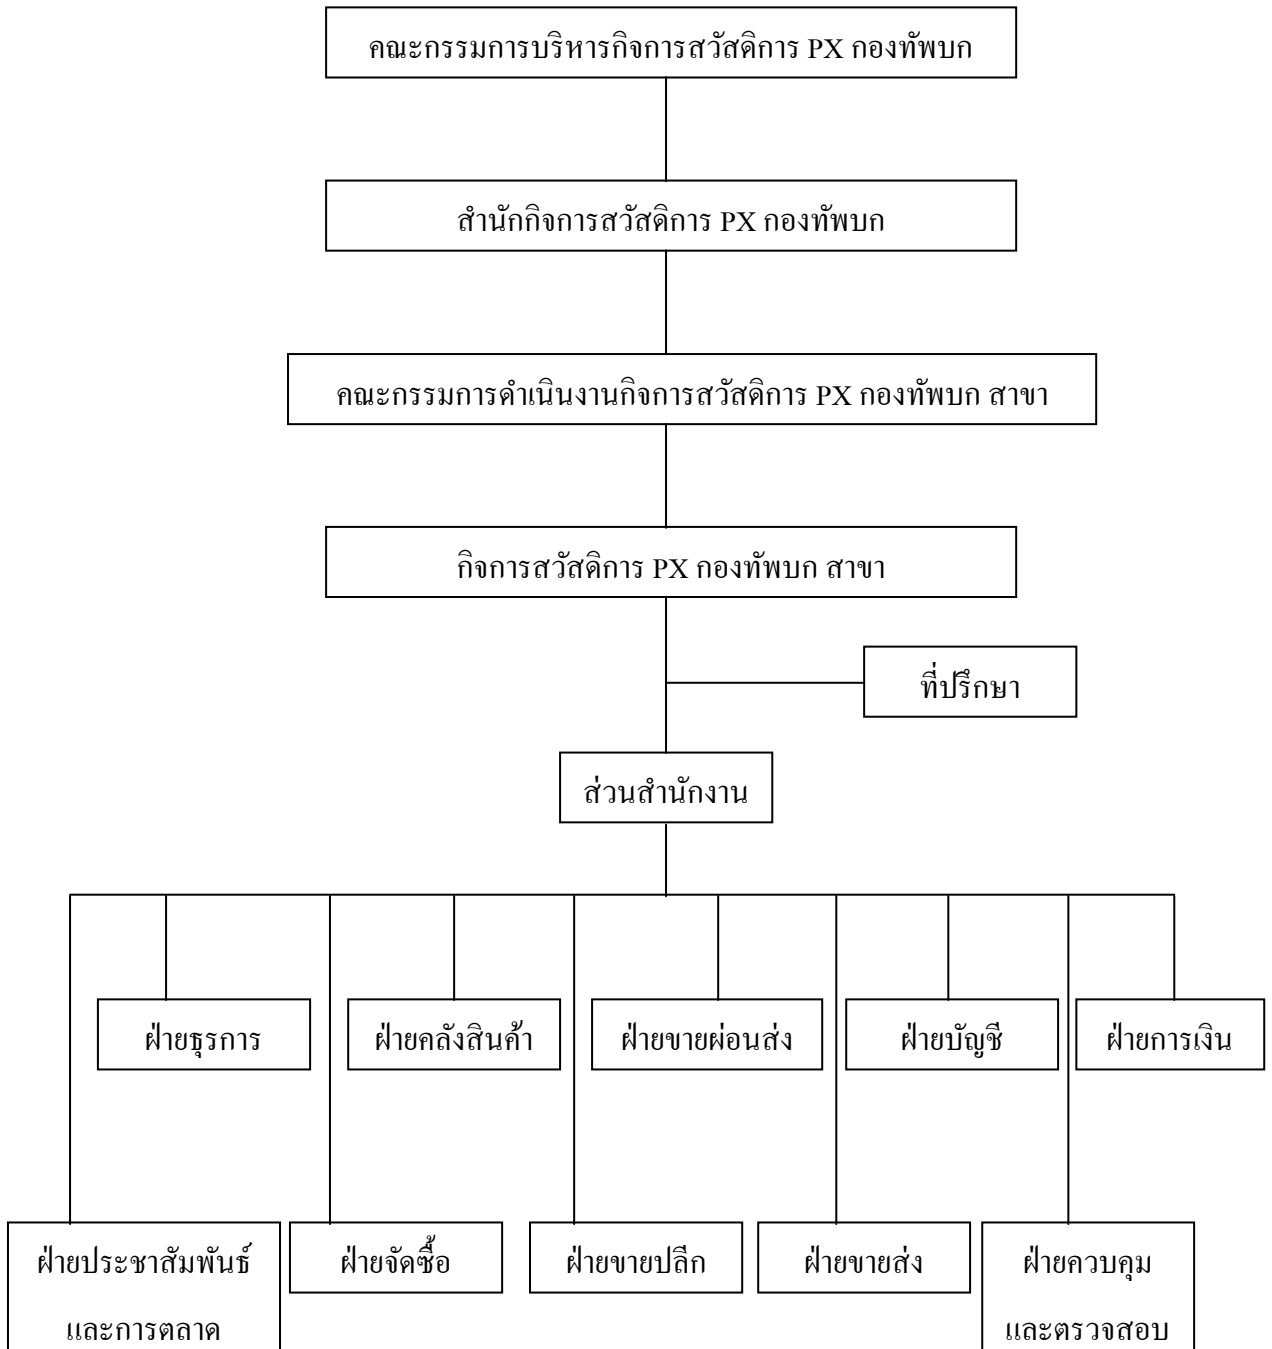 คณะกรรมการบริหารกิจการสวัสดิการ PX กองทัพบก
สำนักกิจการสวัสดิการ PX กองทัพบก
คณะกรรมการดำเนินงานกิจการสวัสดิการ PX กองทัพบก สาขา
กิจการสวัสดิการ PX กองทัพบก สาขา
ที่ปรึกษา
ส่วนสำนักงาน
ฝ่ายธุรการ
ฝ่ายคลังสินค้า
ฝ่ายขายผ่อนส่ง
ฝ่ายบัญชี
ฝ่ายการเงิน
ฝ่ายประชาสัมพันธ์
และการตลาด
ฝ่ายจัดซื้อ
ฝ่ายขายปลีก
ฝ่ายขายส่ง
ฝ่ายควบคุม
และตรวจสอบ